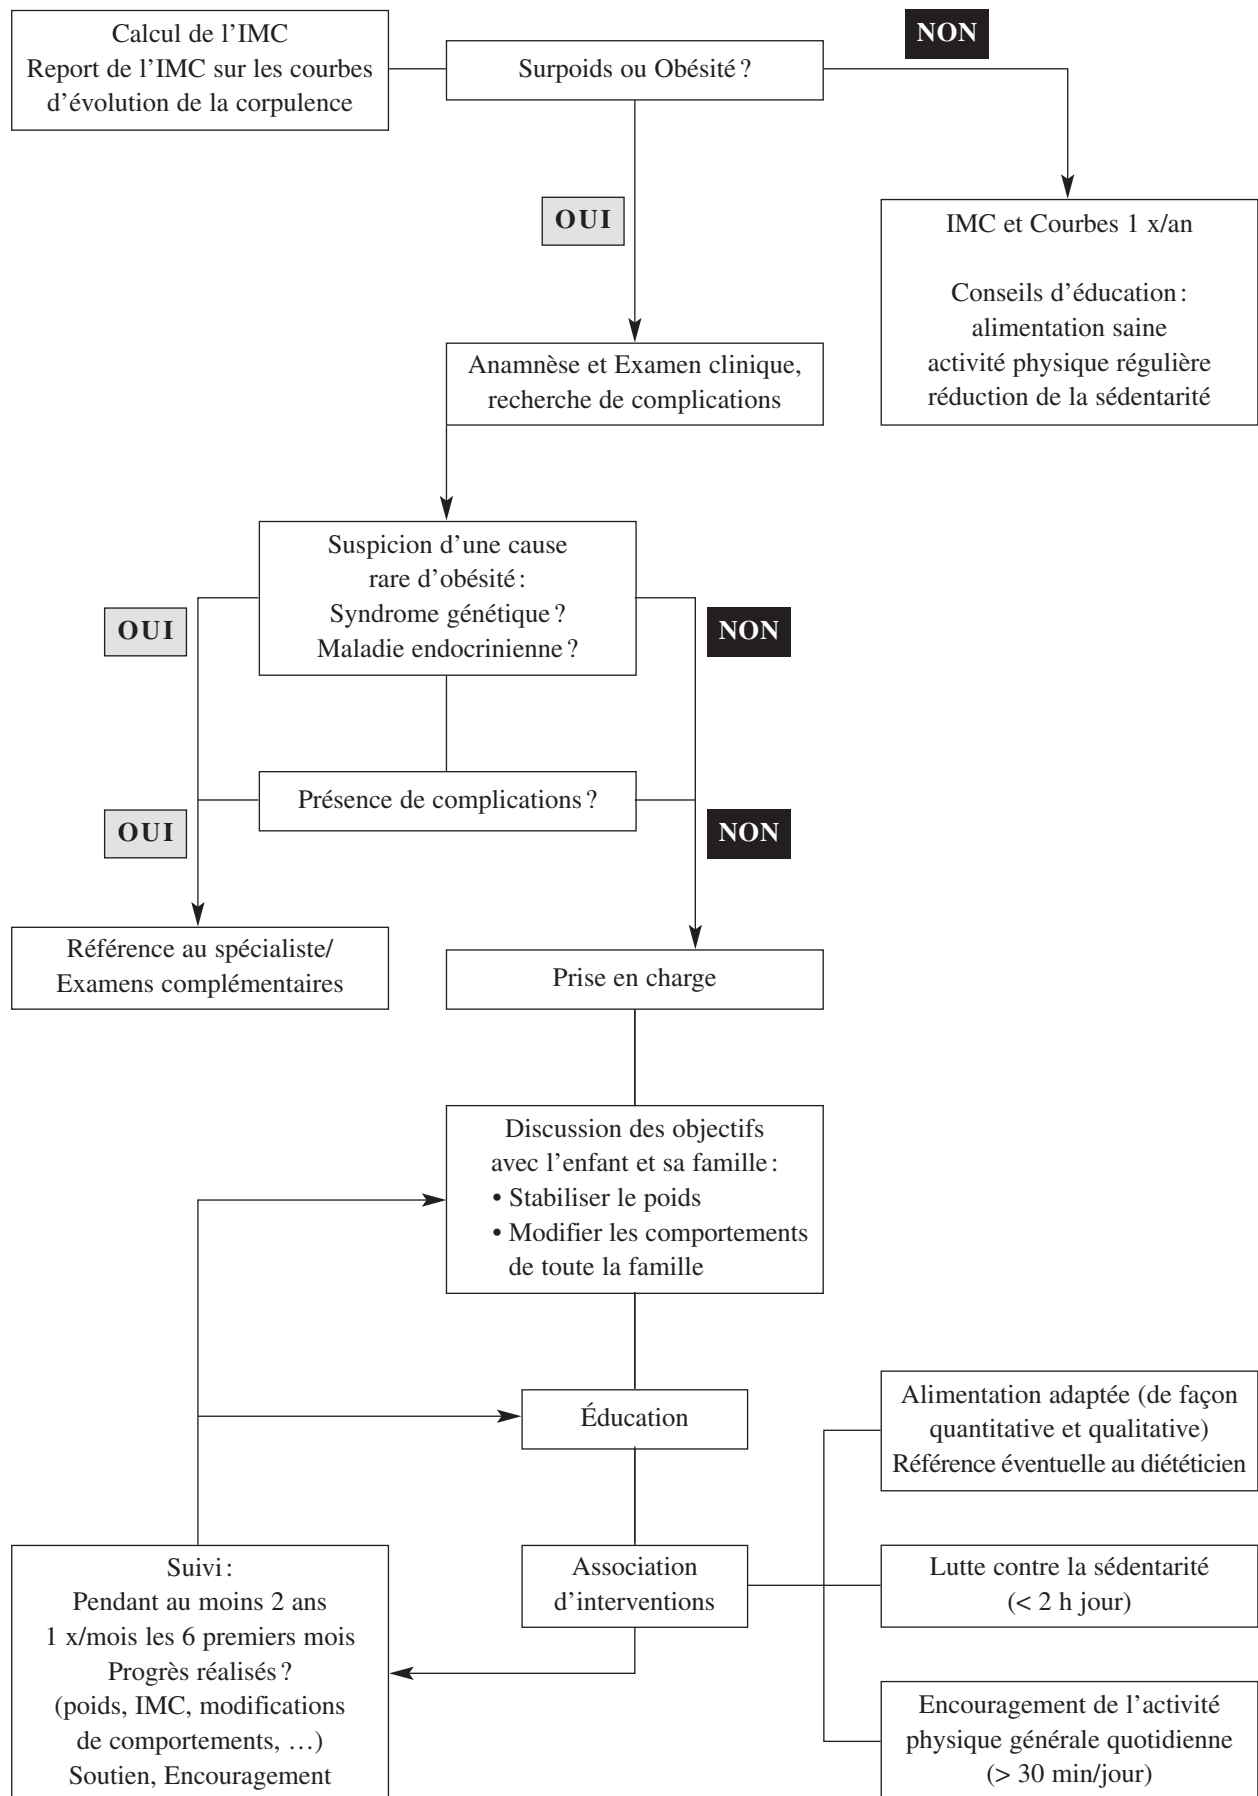 Calcul de l’IMC
Report de l’IMC sur les courbes
d’évolution de la corpulence
Surpoids ou Obésité ?
NON
OUI
IMC et Courbes 1 x/an
Conseils d’éducation :
alimentation saine
activité physique régulière
réduction de la sédentarité
Anamnèse et Examen clinique,
recherche de complications
Suspicion d’une cause
rare d’obésité :
Syndrome génétique ?
Maladie endocrinienne ?
OUI
NON
Présence de complications ?
OUI
NON
Référence au spécialiste/
Examens complémentaires
Prise en charge
Discussion des objectifs
avec l’enfant et sa famille :
• Stabiliser le poids
• Modifier les comportements
de toute la famille
Éducation
Alimentation adaptée (de façon
quantitative et qualitative)
Référence éventuelle au diététicien
Association
d’interventions
Lutte contre la sédentarité
(< 2 h jour)
Suivi :
Pendant au moins 2 ans
1 x/mois les 6 premiers mois
Progrès réalisés ?
(poids, IMC, modifications
de comportements, …)
Soutien, Encouragement
Encouragement de l’activité
physique générale quotidienne
(> 30 min/jour)